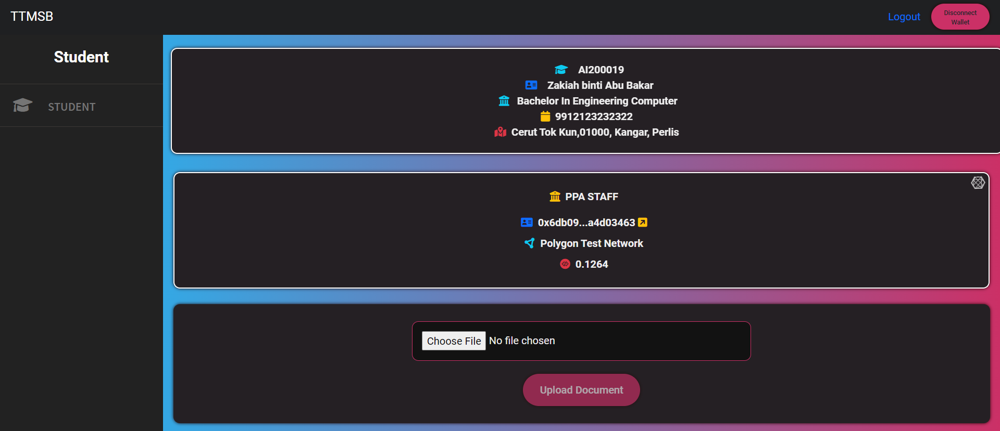 TTMSB
Logout
Disconnect
Wallet
Student
STUDENT
AI200019
Zakiah binti Abu Bakar
Bachelor In Engineering Computer
9912123232322
Cerut Tok Kun,01000, Kangar, Perlis
PPA STAFF
0x6db09...a4d03463
Polygon Test Network
0.1264
Choose File No file chosen
Upload Document